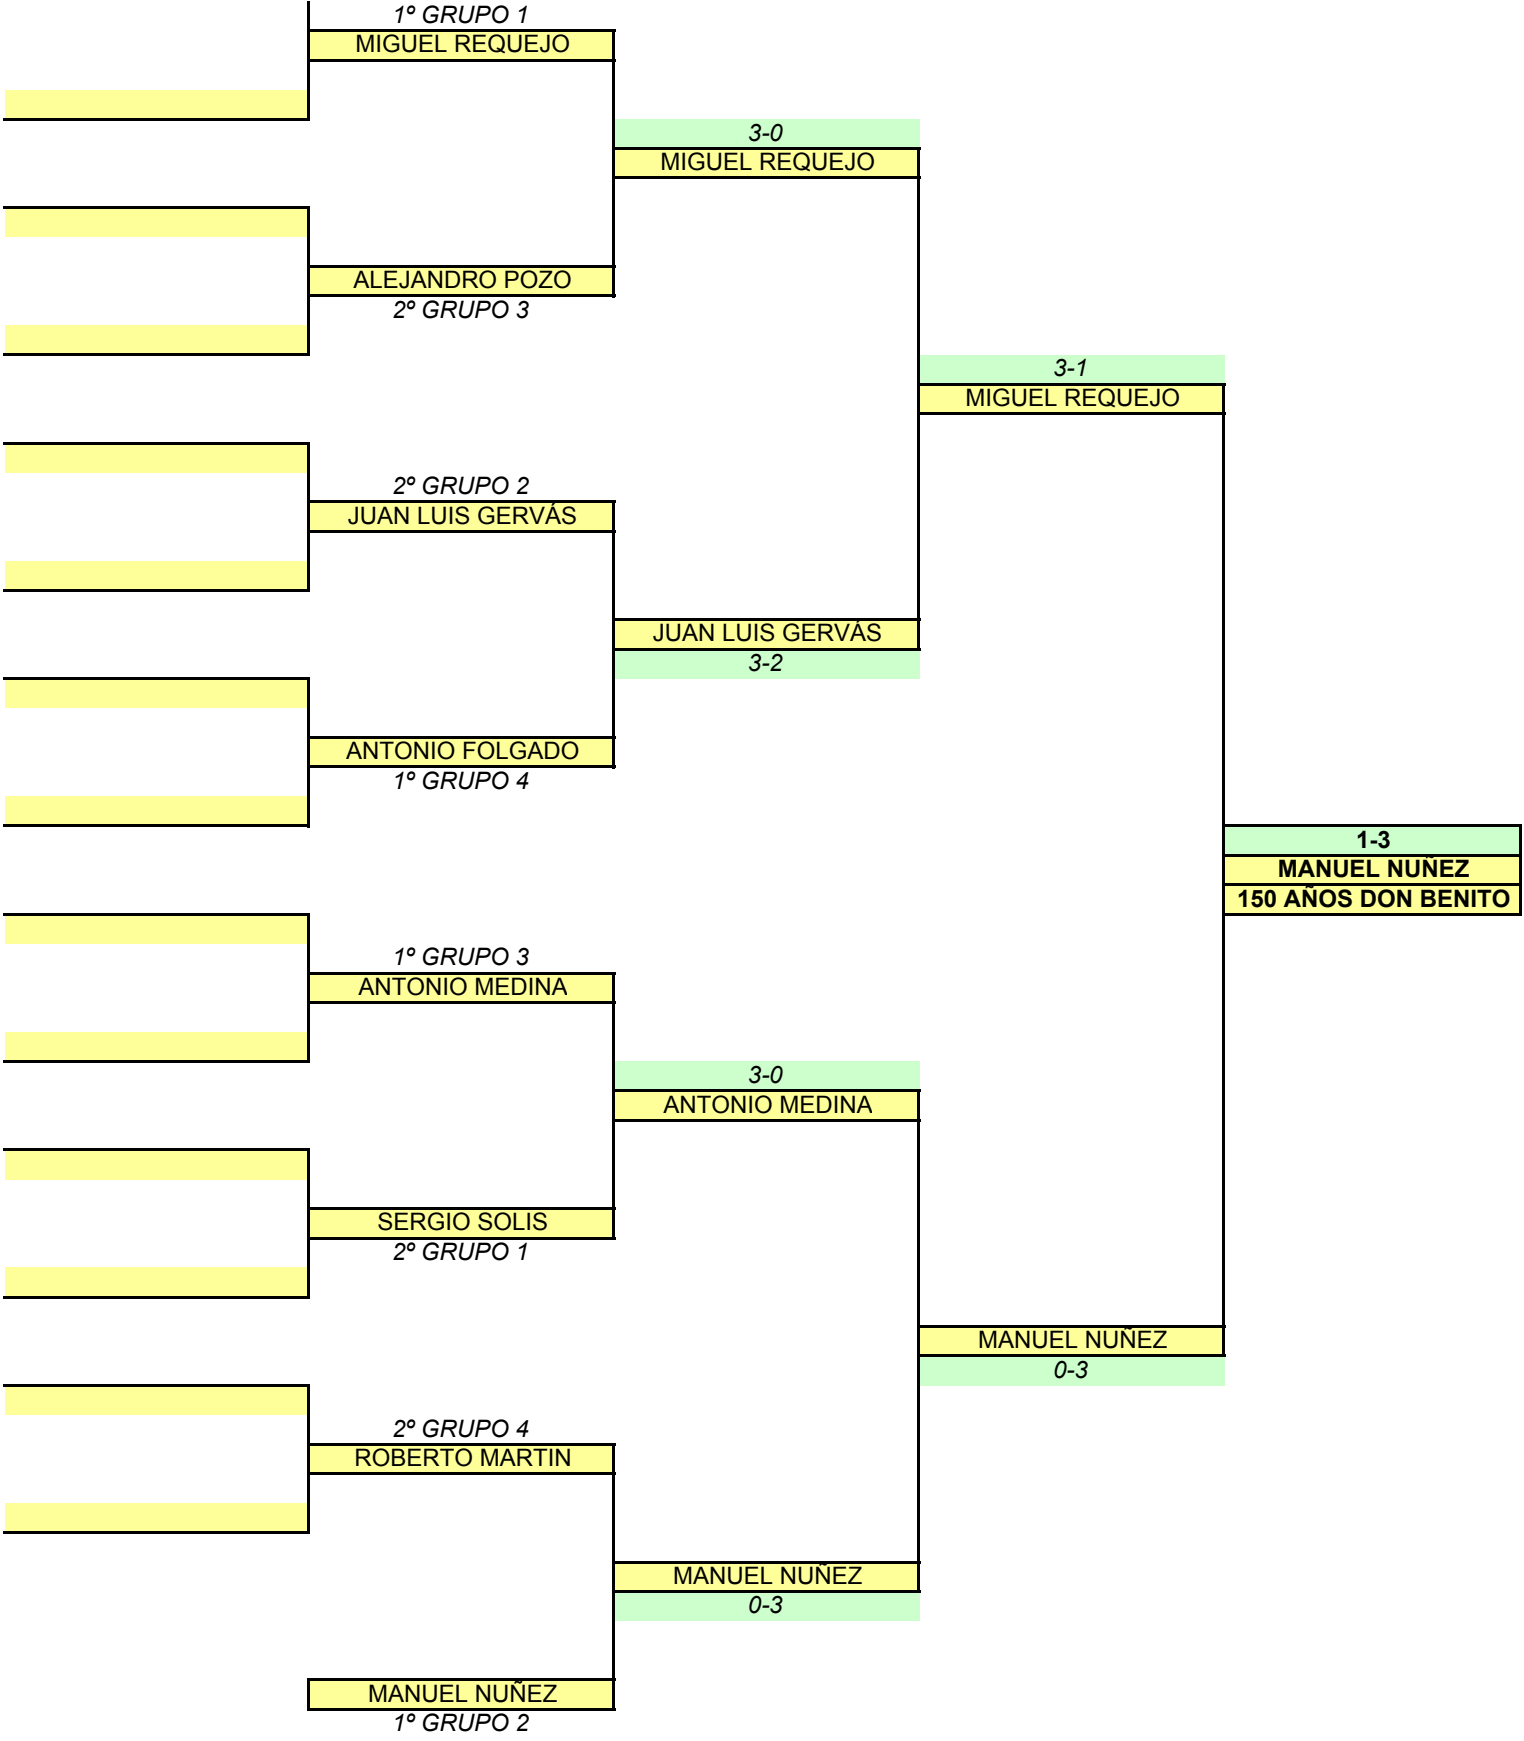 1º GRUPO 1
MIGUEL REQUEJO
3-0
MIGUEL REQUEJO
ALEJANDRO POZO
2º GRUPO 3
3-1
MIGUEL REQUEJO
2º GRUPO 2
JUAN LUIS GERVÁS
JUAN LUIS GERVÁS
3-2
ANTONIO FOLGADO
1º GRUPO 4
1-3
MANUEL NUÑEZ
150 AÑOS DON BENITO
1º GRUPO 3
ANTONIO MEDINA
3-0
ANTONIO MEDINA
SERGIO SOLIS
2º GRUPO 1
MANUEL NUÑEZ
0-3
2º GRUPO 4
ROBERTO MARTIN
MANUEL NUÑEZ
0-3
MANUEL NUÑEZ
1º GRUPO 2